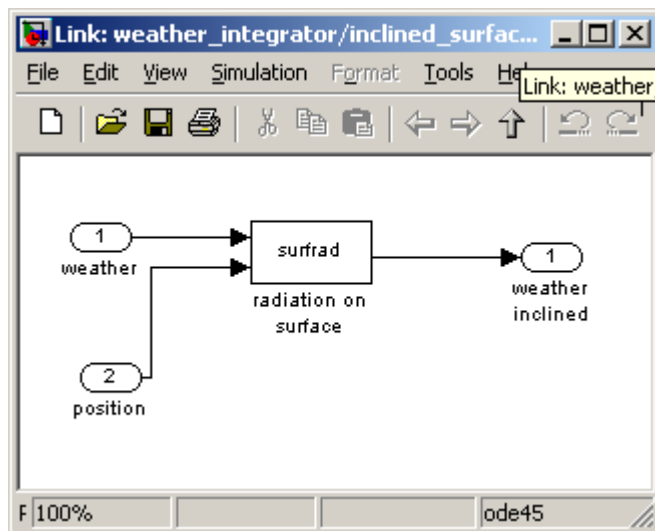 Link: weather_integrator/inclined_surfac...
File Edit View Simulation Format Tools
Link: weather
1
weather
surfrad
radiation on
surface
1
weather
inclined
2
position
F 100% ode45